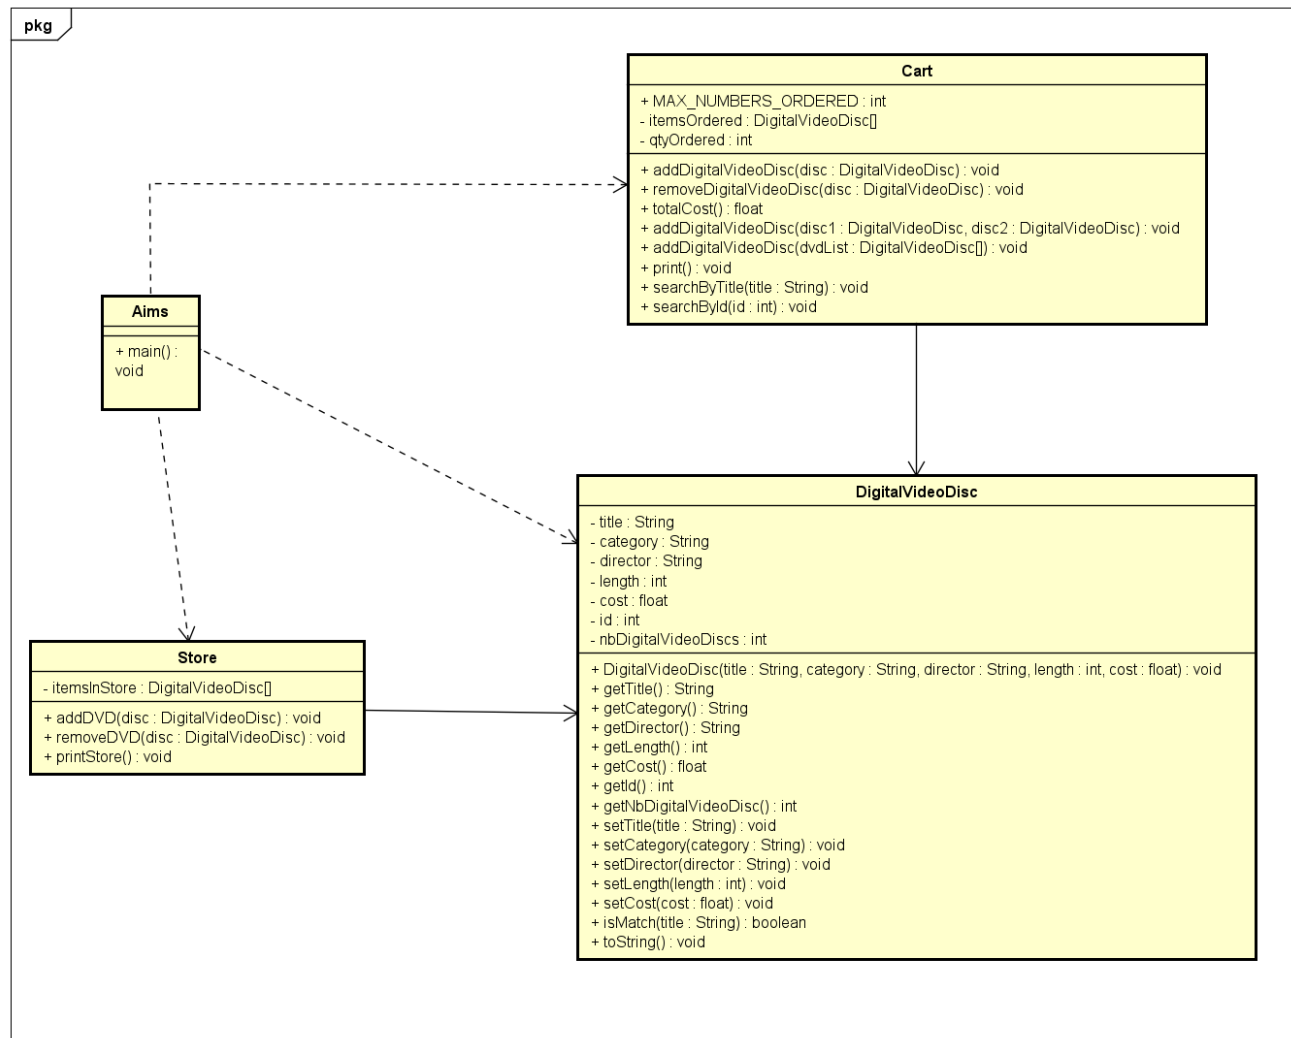 pkg
Cart
+ MAX_NUMBERS_ORDERED : int
- itemsOrdered : DigitalVideoDisc[]
- qtyOrdered : int
+ addDigitalVideoDisc(disc : DigitalVideoDisc) : void
+ removeDigitalVideoDisc(disc : DigitalVideoDisc) : void
+ totalCost() : float
+ addDigitalVideoDisc(disc1 : DigitalVideoDisc, disc2 : DigitalVideoDisc) : void
+ addDigitalVideoDisc(dvdList : DigitalVideoDisc[]) : void
+ print() : void
+ searchByTitle(title : String) : void
+ searchById(id : int) : void
Aims
+ main() :
void
DigitalVideoDisc
- title : String
- category : String
- director : String
- length : int
- cost : float
- id : int
- nbDigitalVideoDiscs : int
+ DigitalVideoDisc(title : String, category : String, director : String, length : int, cost : float) : void
+ getTitle() : String
+ getCategory() : String
+ getDirector() : String
+ getLength() : int
+ getCost() : float
+ getId() : int
+ getNbDigitalVideoDisc() : int
+ setTitle(title : String) : void
+ setCategory(category : String) : void
+ setDirector(director : String) : void
+ setLength(length : int) : void
+ setCost(cost : float) : void
+ isMatch(title : String) : boolean
+ toString() : void
Store
- itemsInStore : DigitalVideoDisc[]
+ addDVD(disc : DigitalVideoDisc) : void
+ removeDVD(disc : DigitalVideoDisc) : void
+ printStore() : void